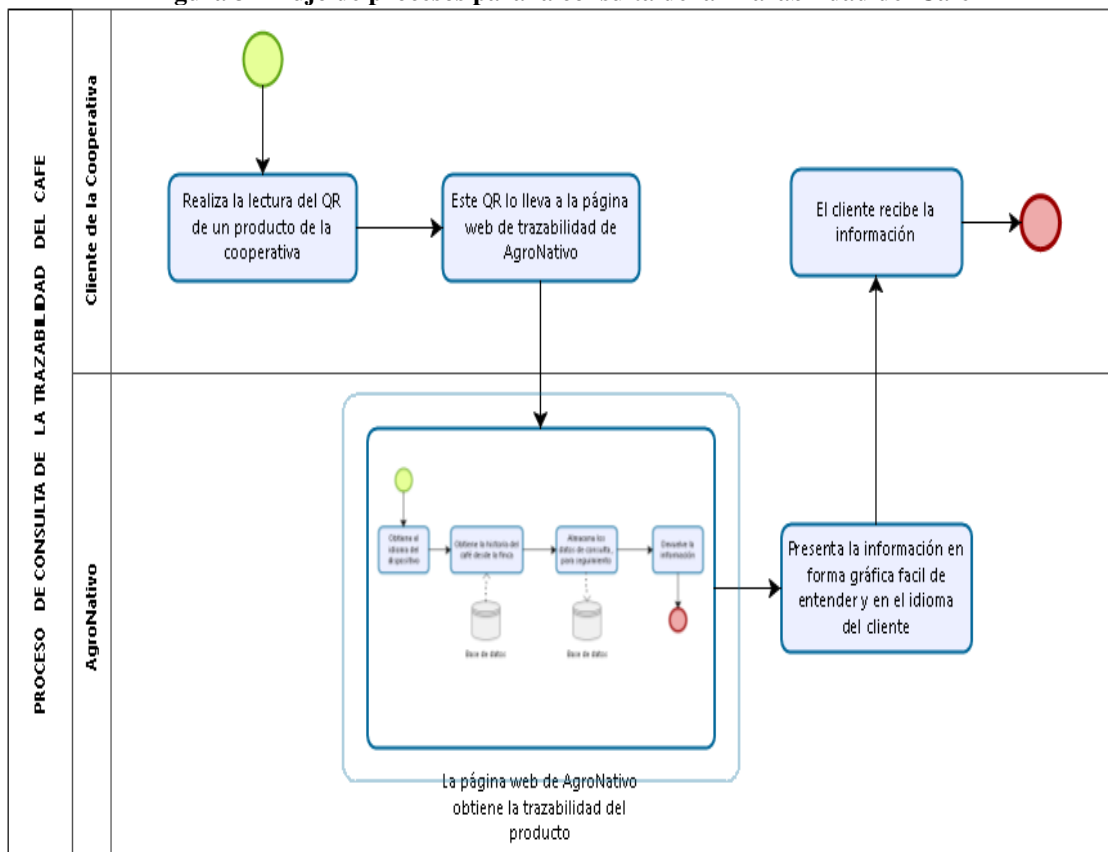 PROCESO DE CONSULTA DE LA TRAZABILIDAD DEL CAFE
Cliente de la Cooperativa
Realiza la lectura del QR
de un producto de la
cooperativa
Este QR lo lleva a la página
web de trazabilidad de
AgroNativo
El cliente recibe la
información
AgroNativo
Obtiene el
idioma del
dispositivo
Obtiene la historia del
café desde la finca
Almacena los
datos de consulta,
para seguimiento
Devuelve la
información
Base de datos
Base de datos
Presenta la información en
forma gráfica facil de
entender y en el idioma
del cliente
La página web de AgroNativo
obtiene la trazabilidad del
producto